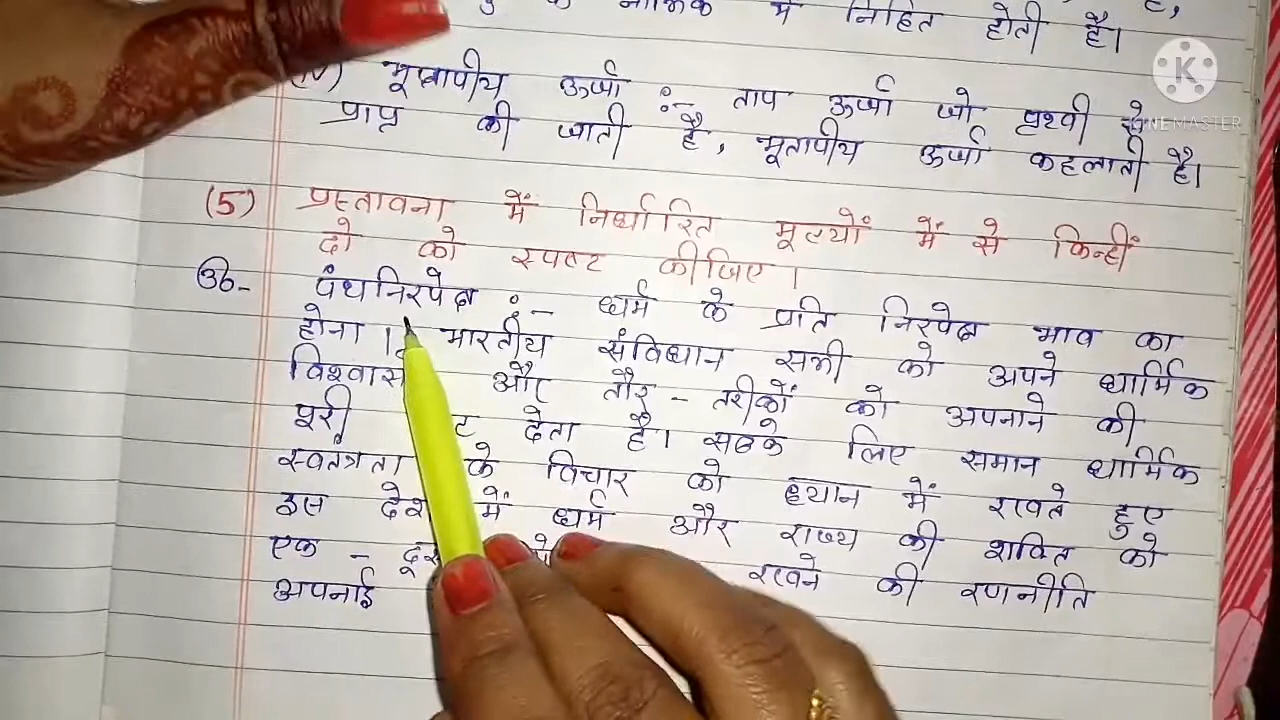 में निहित होती है।
भूतापीय ऊर्जा :- ताप ऊर्जा जो पृथ्वी से
प्राप्त की जाती है, भूतापीय ऊर्जा कहलाती है।
(5) प्रस्तावना में निर्धारित मूल्यों में से किन्हीं
दो को स्पष्ट कीजिए।
उ०- पंथनिरपेक्ष :- धर्म के प्रति निरपेक्ष भाव का
होना। भारतीय संविधान सभी को अपने धार्मिक
विश्वास और तौर - तरीकों को अपनाने की
पूरी देता है। सबके लिए समान धार्मिक
स्वतंत्रता के विचार को ध्यान में रखते हुए
इस देश में धर्म और राज्य की शक्ति को
एक - रखने की रणनीति
अपनाई
K